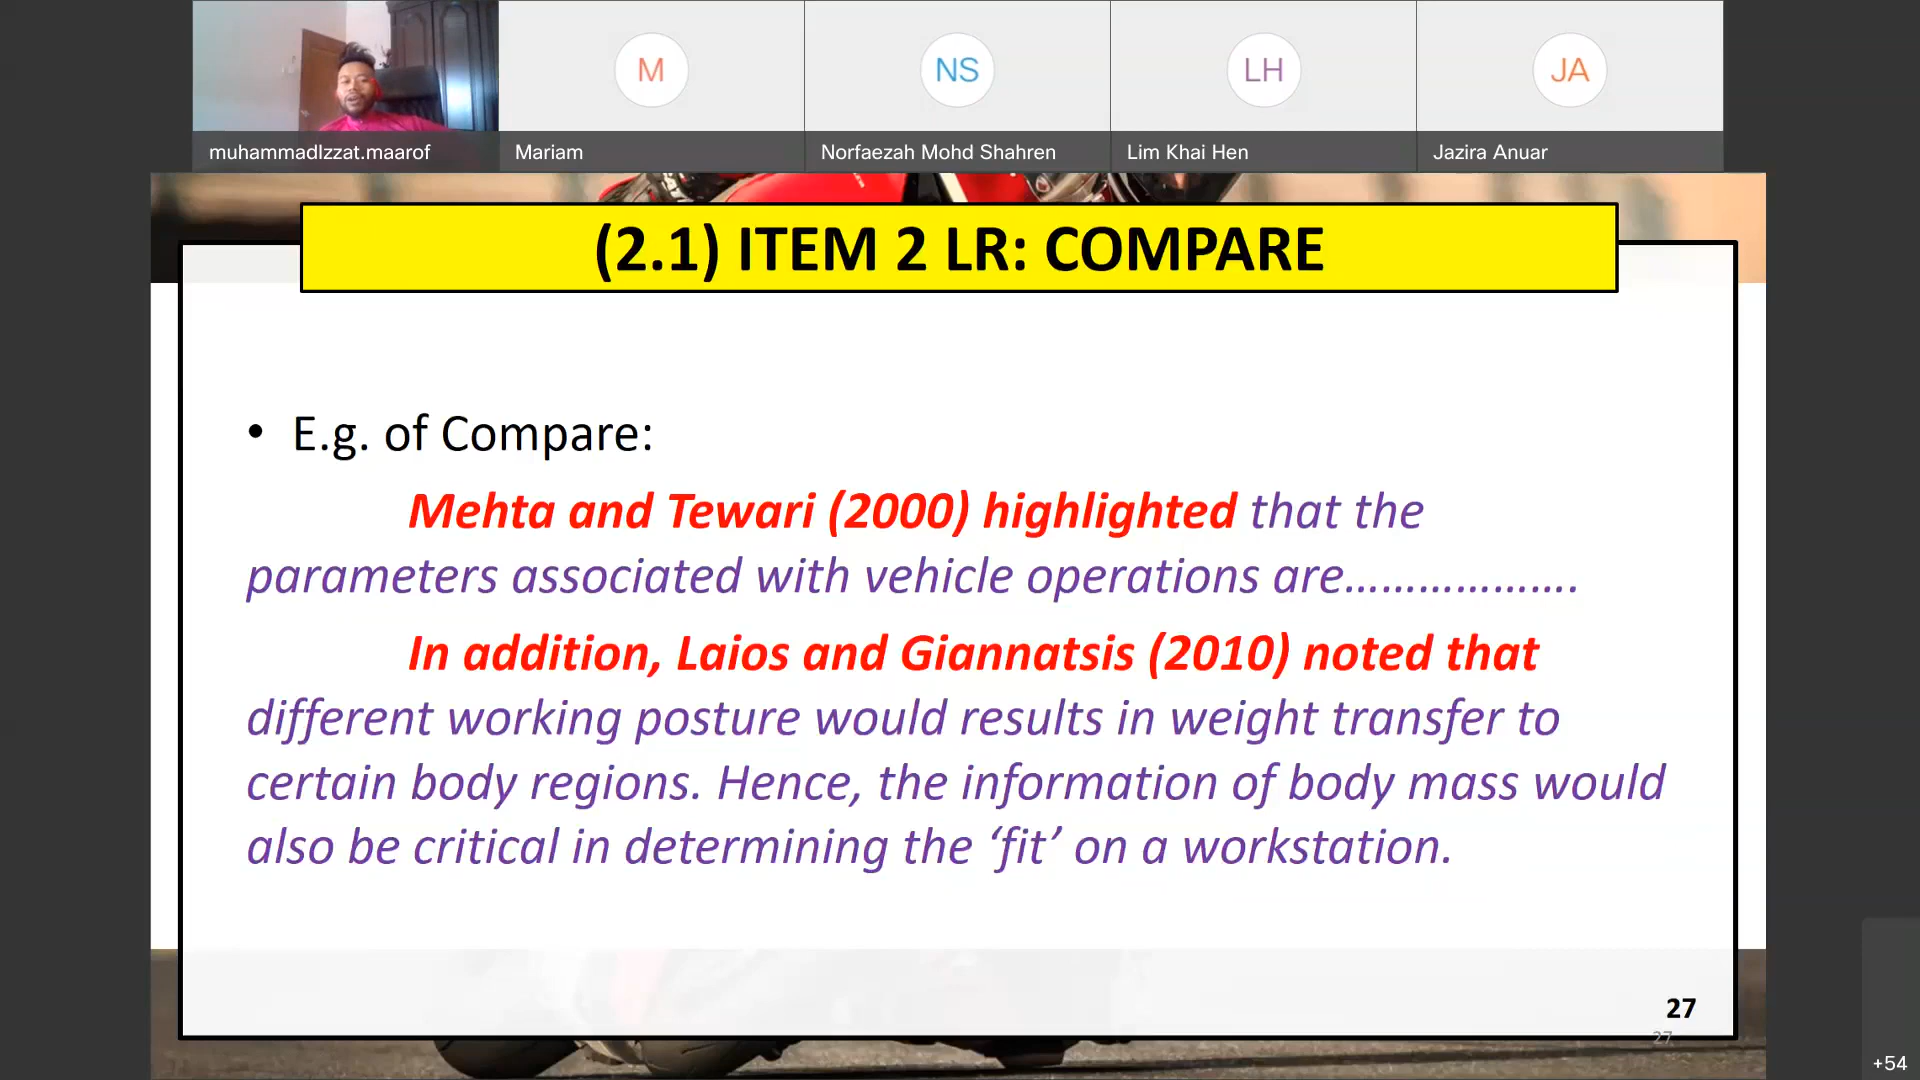 M
NS
LH
JA
muhammadIzzat.maarof
Mariam
Norfaezah Mohd Shahren
Lim Khai Hen
Jazira Anuar
(2.1) ITEM 2 LR: COMPARE
• E.g. of Compare:
Mehta and Tewari (2000) highlighted that the
parameters associated with vehicle operations are………………….
In addition, Laios and Giannatsis (2010) noted that
different working posture would results in weight transfer to
certain body regions. Hence, the information of body mass would
also be critical in determining the ‘fit’ on a workstation.
27
27
+54